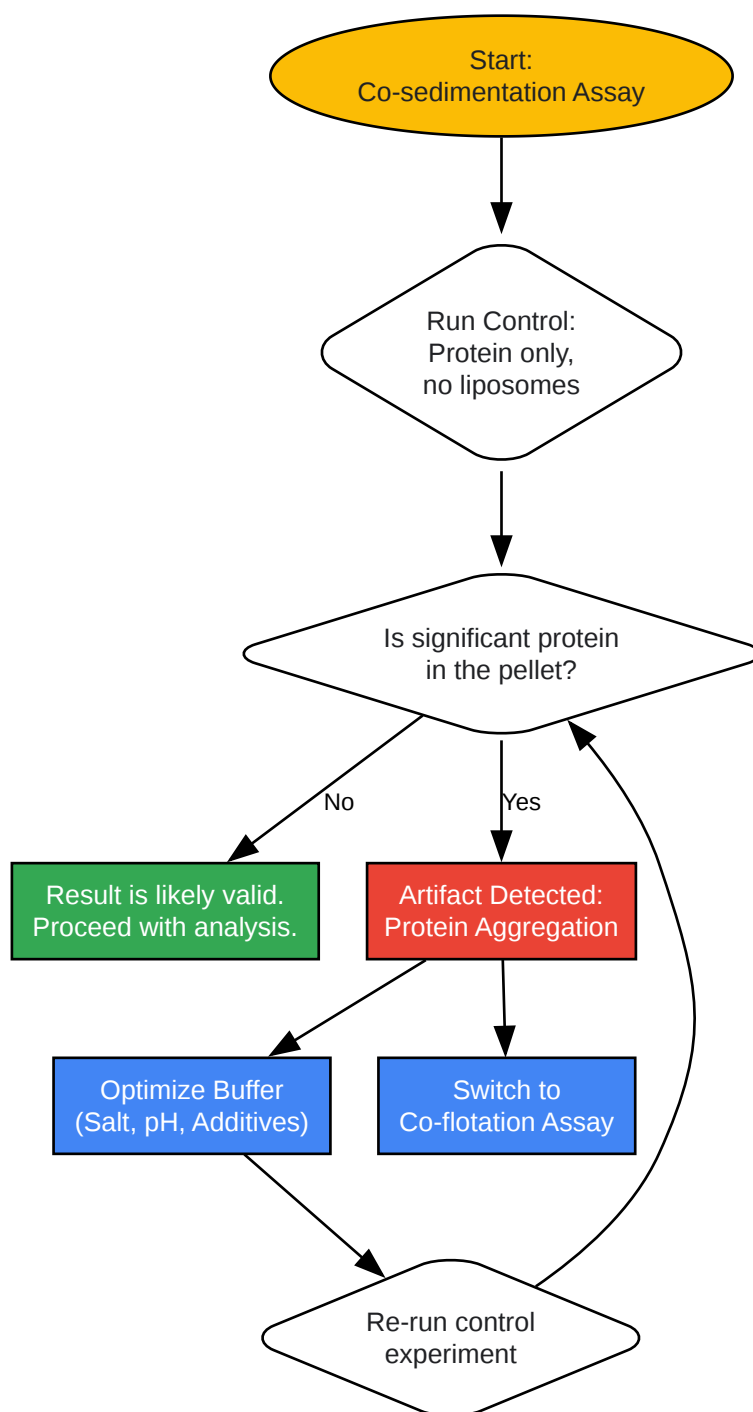 Start:
Co-sedimentation Assay
Run Control:
Protein only,
no liposomes
Is significant protein
in the pellet?
No
Yes
Result is likely valid.
Proceed with analysis.
Artifact Detected:
Protein Aggregation
Optimize Buffer
(Salt, pH, Additives)
Switch to
Co-flotation Assay
Re-run control
experiment